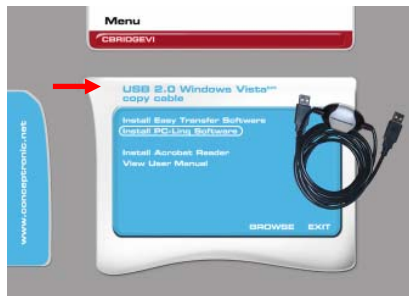 Menu
CBRIDGEVI
USB 2.0 Windows Vista™
copy cable
Install Easy Transfer Software
Install PC-Linq Software
Install Acrobat Reader
View User Manual
BROWSE EXIT
www.conceptronic.net